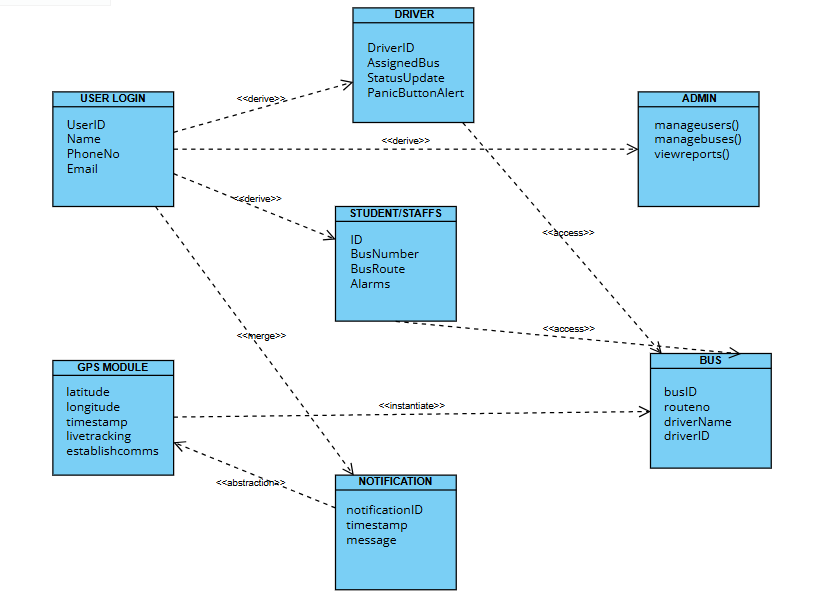 DRIVER
DriverID
AssignedBus
StatusUpdate
PanicButtonAlert
USER LOGIN
UserID
Name
PhoneNo
Email
ADMIN
manageusers()
managebuses()
viewreports()
<<derive>>
<<derive>>
<<derive>>
STUDENT/STAFFS
ID
BusNumber
BusRoute
Alarms
<<access>>
<<access>>
<<merge>>
GPS MODULE
latitude
longitude
timestamp
livetracking
establishcomms
<<instantiate>>
BUS
busID
routeno
driverName
driverID
<<abstraction>>
NOTIFICATION
notificationID
timestamp
message